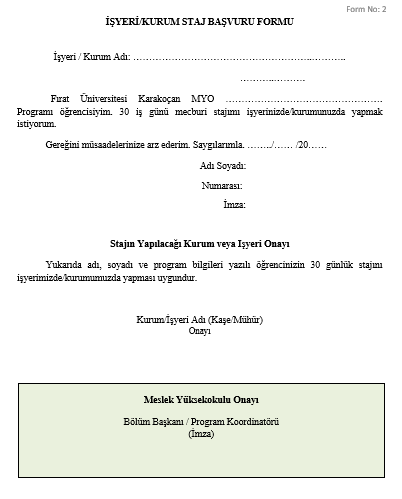 Form No: 2
İŞYERİ/KURUM STAJ BAŞVURU FORMU
İşyeri / Kurum Adı: …………………………………………………..……….
………..………
Fırat Üniversitesi Karakoçan MYO …………………………………………
Programı öğrencisiyim. 30 iş günü mecburi stajımı işyerinizde/kurumunuzda yapmak
istiyorum.
Gereğini müsaadelerinize arz ederim. Saygılarımla. ……../…… /20……
Adı Soyadı:
Numarası:
İmza:
Stajın Yapılacağı Kurum veya İşyeri Onayı
Yukarıda adı, soyadı ve program bilgileri yazılı öğrencinizin 30 günlük stajını
işyerimizde/kurumumuzda yapması uygundur.
Kurum/İşyeri Adı (Kaşe/Mühür)
Onayı
Meslek Yüksekokulu Onayı
Bölüm Başkanı / Program Koordinatörü
(İmza)